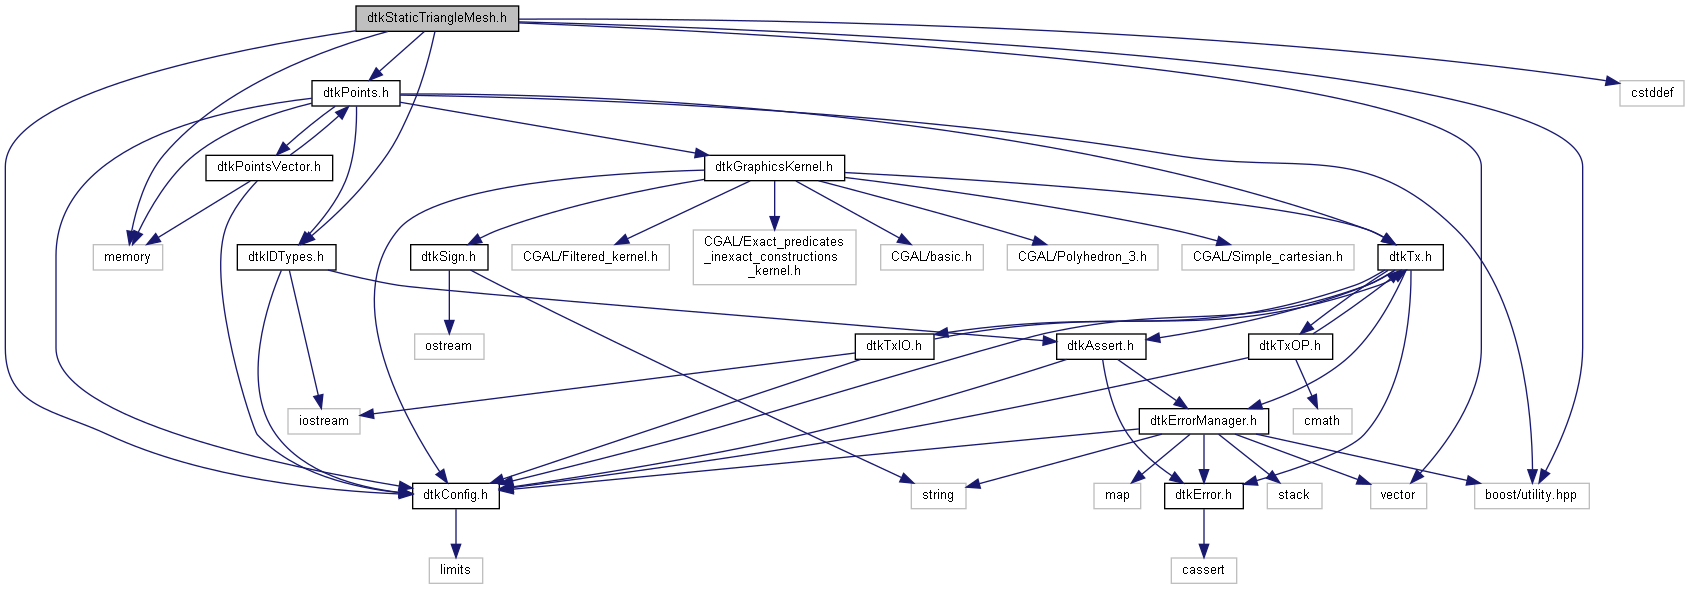 dtkStaticTriangleMesh.h
dtkPoints.h
cstddef
dtkPointsVector.h
dtkGraphicsKernel.h
memory
dtkIDTypes.h
dtkSign.h
CGAL/Filtered_kernel.h
CGAL/Exact_predicates
_inexact_constructions
_kernel.h
CGAL/basic.h
CGAL/Polyhedron_3.h
CGAL/Simple_cartesian.h
dtkTx.h
ostream
dtkTxIO.h
dtkAssert.h
dtkTxOP.h
iostream
dtkErrorManager.h
cmath
dtkConfig.h
string
map
dtkError.h
stack
vector
boost/utility.hpp
limits
cassert